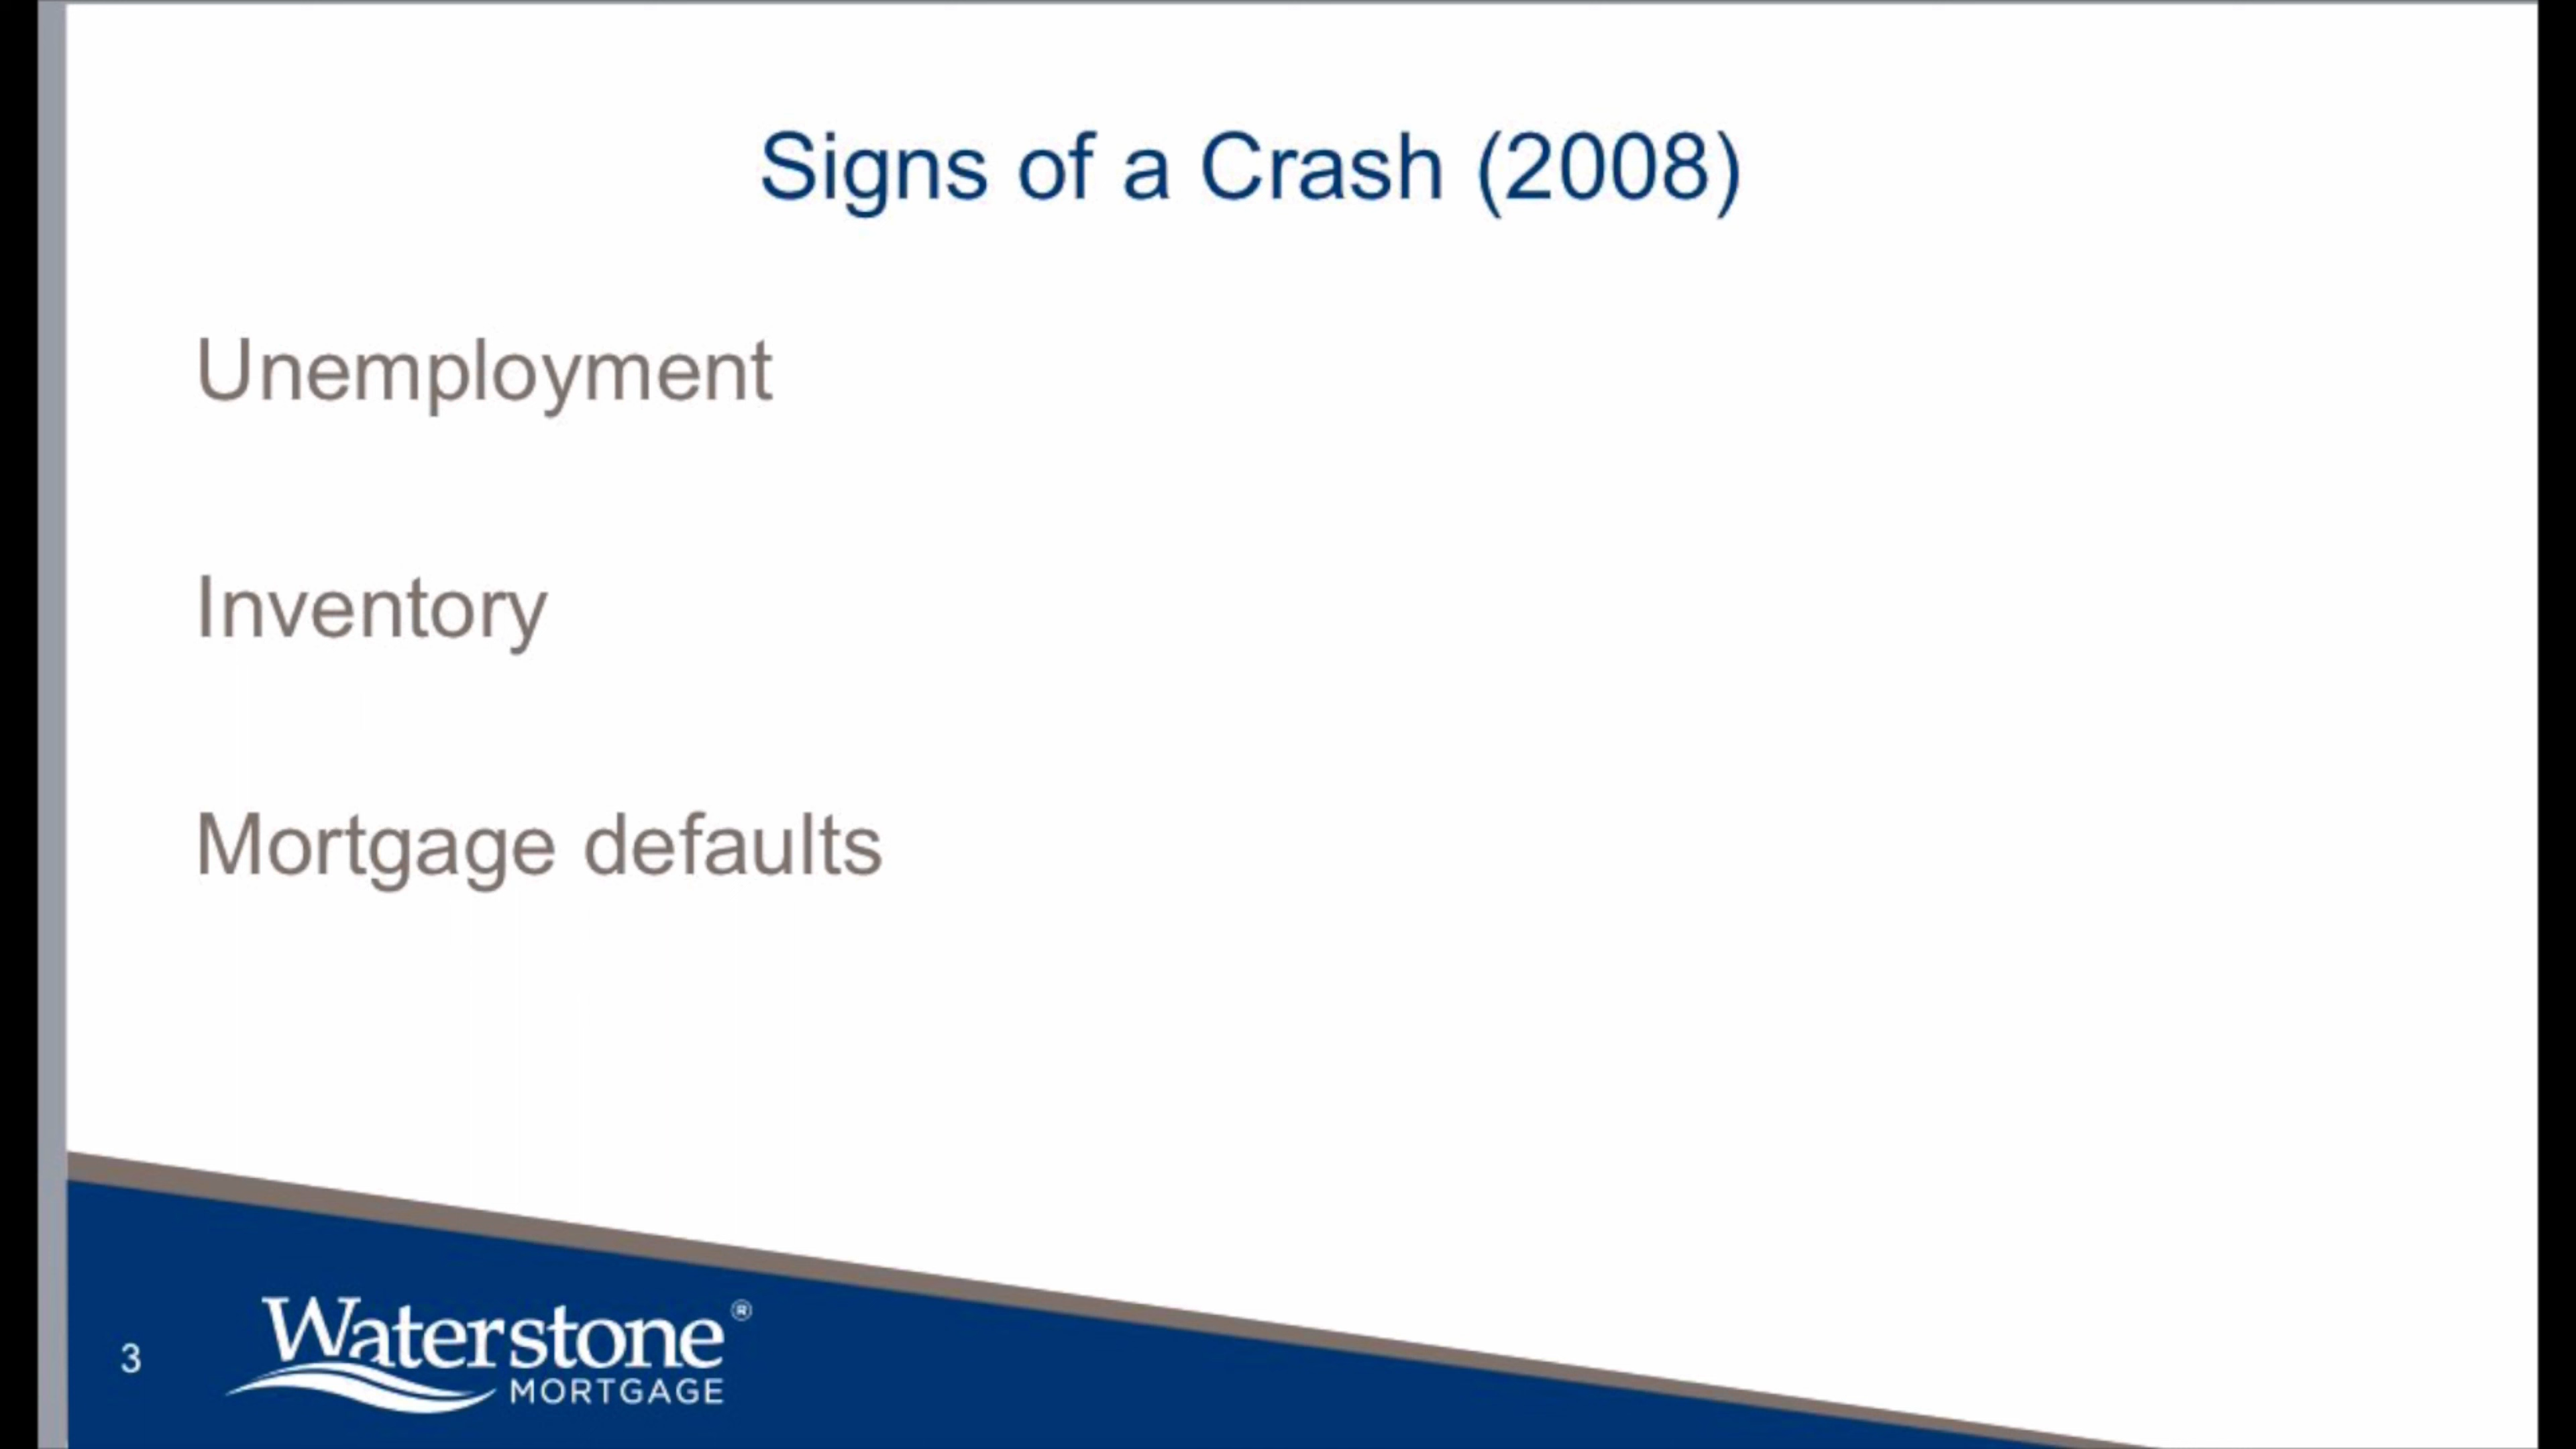 Signs of a Crash (2008)
Unemployment
Inventory
Mortgage defaults
3
Waterstone®
MORTGAGE